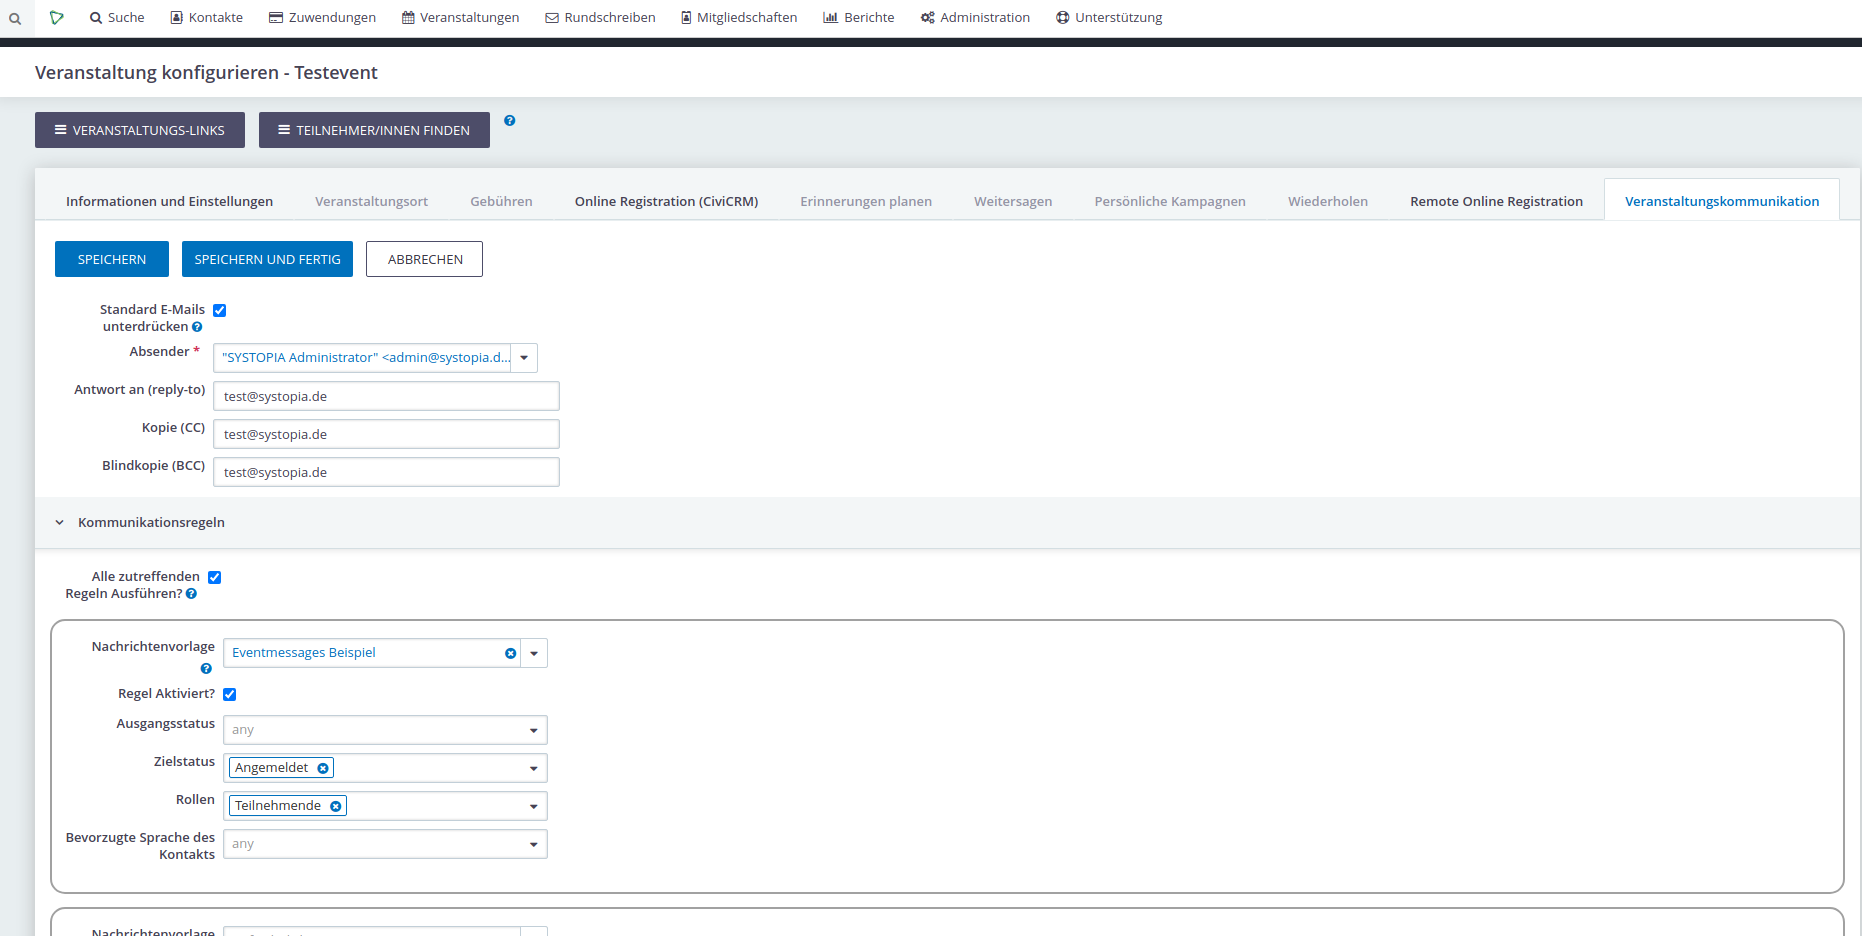 Suche Kontakte Zuwendungen Veranstaltungen Rundschreiben Mitgliedschaften Berichte Administration Unterstützung
Veranstaltung konfigurieren - Testevent
VERANSTALTUNGS-LINKS TEILNEHMER/INNEN FINDEN ?
Informationen und Einstellungen Veranstaltungsort Gebühren Online Registration (CiviCRM) Erinnerungen planen Weitersagen Persönliche Kampagnen Wiederholen Remote Online Registration Veranstaltungskommunikation
SPEICHERN SPEICHERN UND FERTIG ABBRECHEN
Standard E-Mails
unterdrücken ?
Absender * "SYSTOPIA Administrator" <admin@systopia.d...
Antwort an (reply-to) test@systopia.de
Kopie (CC) test@systopia.de
Blindkopie (BCC) test@systopia.de
Kommunikationsregeln
Alle zutreffenden
Regeln Ausführen? ?
Nachrichtenvorlage Eventmessages Beispiel
?
Regel Aktiviert?
Ausgangsstatus any
Zielstatus Angemeldet
Rollen Teilnehmende
Bevorzugte Sprache des any
Kontakts
Nachrichtenvorlage